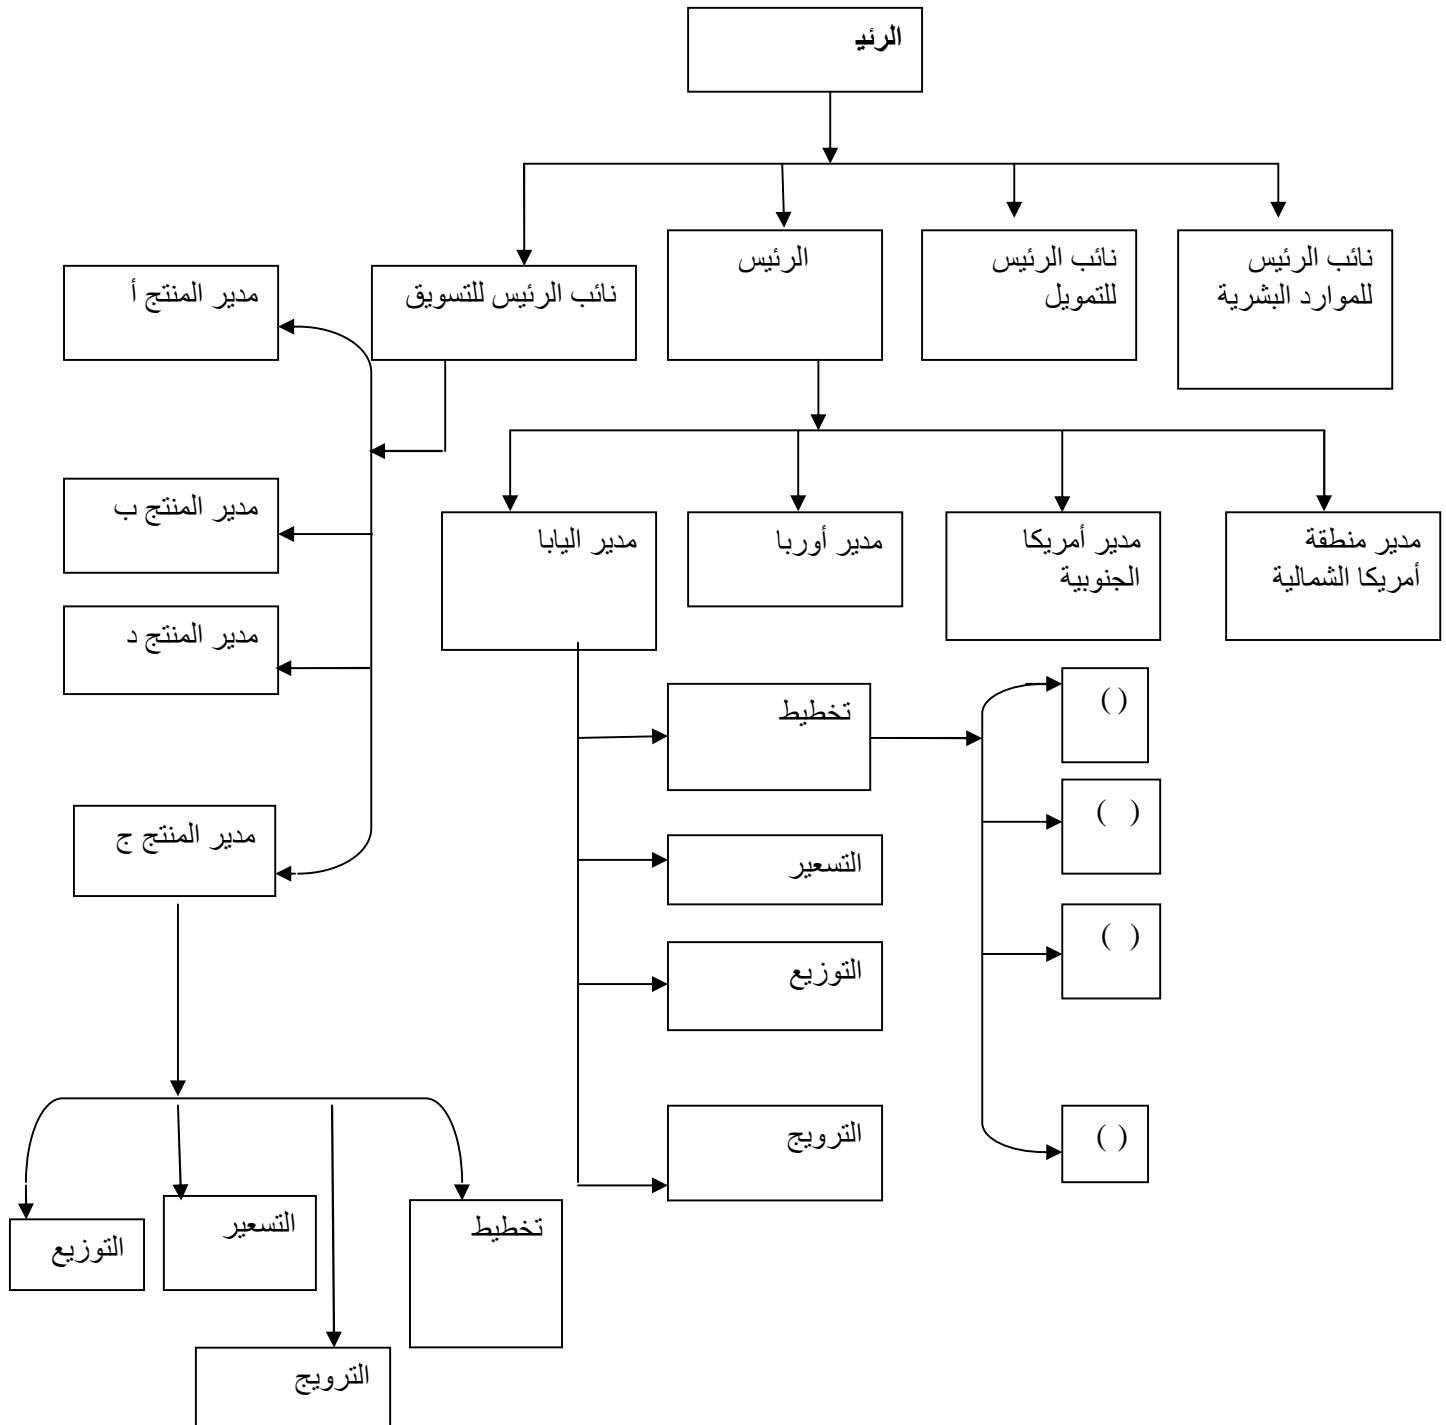 الرئيـ
نائب الرئيس
للموارد البشرية
نائب الرئيس
للتمويل
الرئيس
نائب الرئيس للتسويق
مدير المنتج أ
مدير المنتج ب
مدير المنتج د
مدير المنتج ج
مدير منطقة
أمريكا الشمالية
مدير أمريكا
الجنوبية
مدير أوربا
مدير اليابا
تخطيط
التسعير
التوزيع
الترويج
( )
( )
( )
( )
تخطيط
التسعير
التوزيع
الترويج